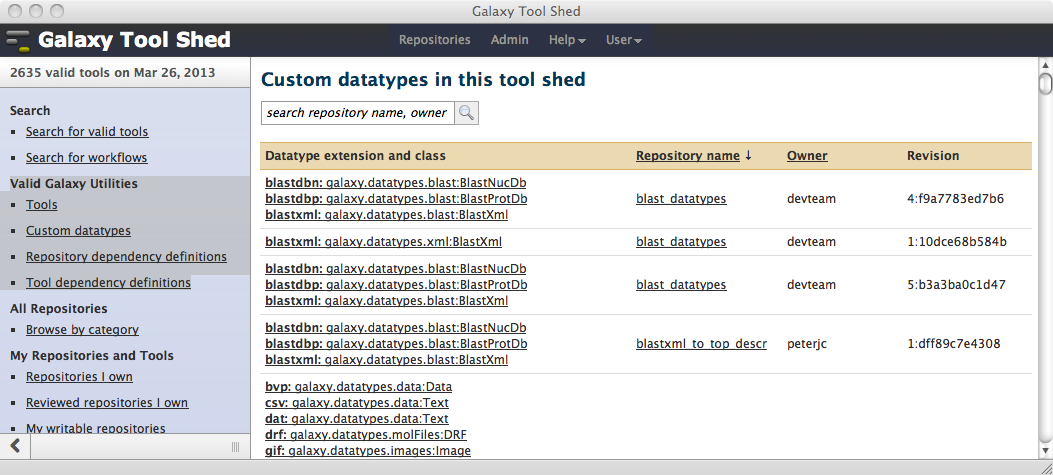 Galaxy Tool Shed
Galaxy Tool Shed
Repositories Admin Help User
2635 valid tools on Mar 26, 2013
Search
Search for valid tools
Search for workflows
Valid Galaxy Utilities
Tools
Custom datatypes
Repository dependency definitions
Tool dependency definitions
All Repositories
Browse by category
My Repositories and Tools
Repositories I own
Reviewed repositories I own
My writable repositories
Custom datatypes in this tool shed
search repository name, owner
Datatype extension and class Repository name ↓ Owner Revision
blastdbn: galaxy.datatypes.blast:BlastNucDb
blastdbp: galaxy.datatypes.blast:BlastProtDb
blastxml: galaxy.datatypes.blast:BlastXml
blast_datatypes devteam 4:f9a7783ed7b6
blastxml: galaxy.datatypes.xml:BlastXml blast_datatypes devteam 1:10dce68b584b
blastdbn: galaxy.datatypes.blast:BlastNucDb
blastdbp: galaxy.datatypes.blast:BlastProtDb
blastxml: galaxy.datatypes.blast:BlastXml
blast_datatypes devteam 5:b3a3ba0c1d47
blastdbn: galaxy.datatypes.blast:BlastNucDb
blastdbp: galaxy.datatypes.blast:BlastProtDb
blastxml: galaxy.datatypes.blast:BlastXml
blastxml_to_top_descr peterjc 1:dff89c7e4308
bvp: galaxy.datatypes.data:Data
csv: galaxy.datatypes.data:Text
dat: galaxy.datatypes.data:Text
drf: galaxy.datatypes.molFiles:DRF
gif: galaxy.datatypes.images:Image